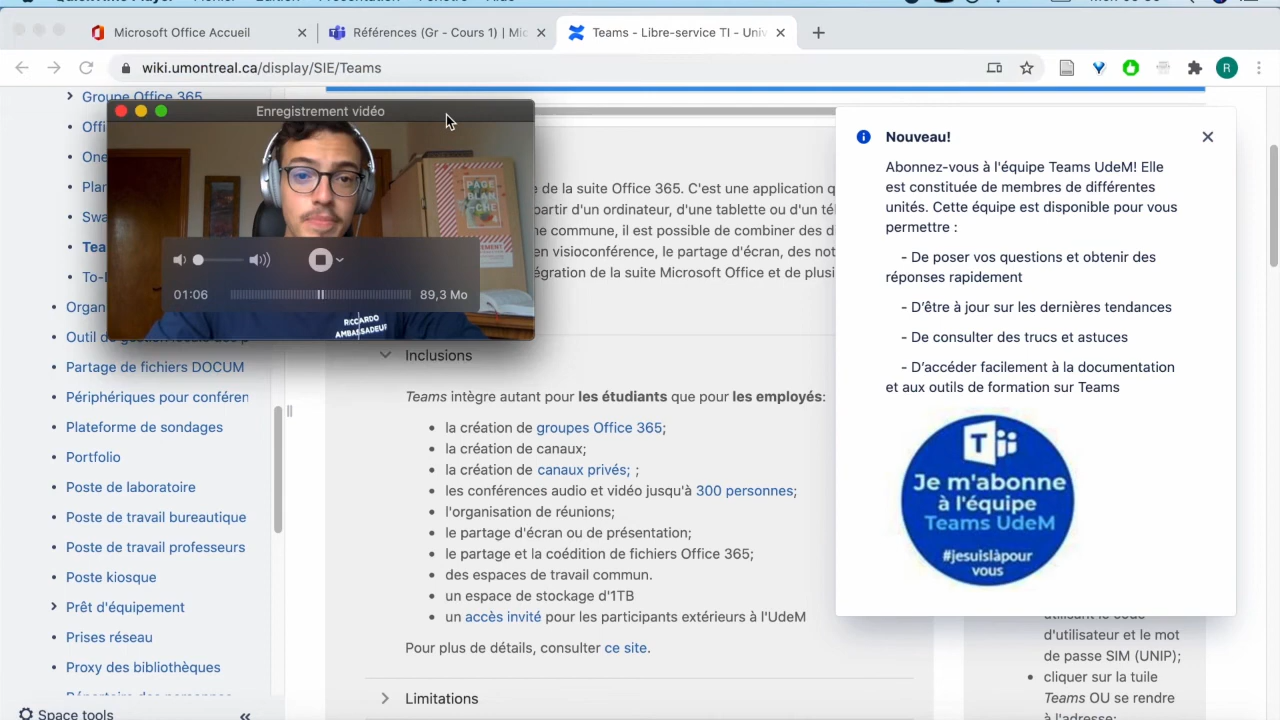 Microsoft Office Accueil
Références (Gr - Cours 1) | Mic
Teams - Libre-service TI - Univ
wiki.umontreal.ca/display/SIE/Teams
R
Groupe Office 365
Offi
One
Plan
Swa
Tea
To-l
Organ
Partage de fichiers DOCUM
Périphériques pour conféren
Plateforme de sondages
Portfolio
Poste de laboratoire
Poste de travail bureautique
Poste de travail professeurs
Poste kiosque
Prêt d'équipement
Prises réseau
Proxy des bibliothèques
Space tools
Enregistrement vidéo
PAGE
BLANCHE
01:06
89,3 Mo
RICCARDO
AMBASSADEUR
de la suite Office 365. C'est une application q
partir d'un ordinateur, d'une tablette ou d'un tél
ne commune, il est possible de combiner des d
en visioconférence, le partage d'écran, des not
égration de la suite Microsoft Office et de plusi
Inclusions
Teams intègre autant pour les étudiants que pour les employés:
la création de groupes Office 365;
la création de canaux;
la création de canaux privés; ;
les conférences audio et vidéo jusqu'à 300 personnes;
l'organisation de réunions;
le partage d'écran ou de présentation;
le partage et la coédition de fichiers Office 365;
des espaces de travail commun.
un espace de stockage d'1TB
un accès invité pour les participants extérieurs à l'UdeM
Pour plus de détails, consulter ce site.
Limitations
Nouveau!
Abonnez-vous à l'équipe Teams UdeM! Elle
est constituée de membres de différentes
unités. Cette équipe est disponible pour vous
permettre :
- De poser vos questions et obtenir des
réponses rapidement
- D'être à jour sur les dernières tendances
- De consulter des trucs et astuces
- D'accéder facilement à la documentation
et aux outils de formation sur Teams
Je m'abonne
à l'équipe
Teams UdeM
#jesuislàpour
vous
utilisant le code
d'utilisateur et le mot
de passe SIM (UNIP);
cliquer sur la tuile
Teams OU se rendre
à l'adresse: